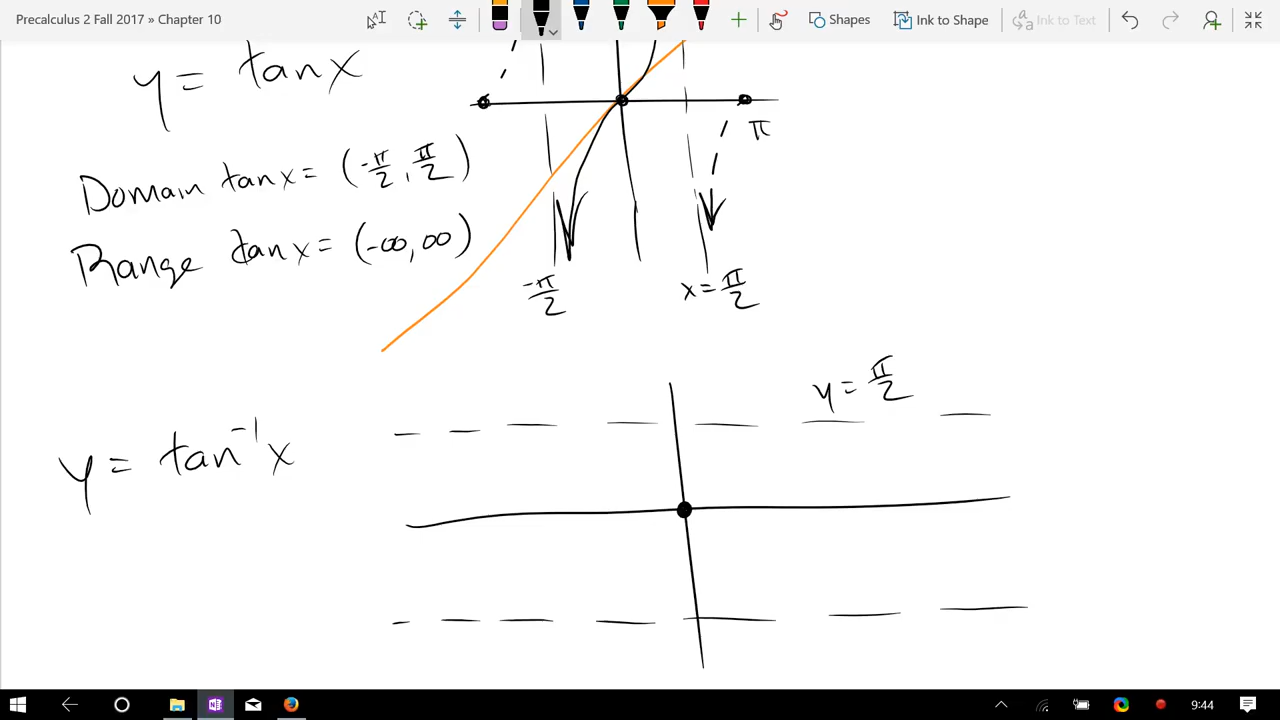 Precalculus 2 Fall 2017 » Chapter 10
Shapes
Ink to Shape
Ink to Text
y = tan x
π
Domain tan x = (-π/2, π/2)
Range tan x = (-∞, ∞)
-π/2
x = π/2
y = π/2
y = tan⁻¹ x
9:44